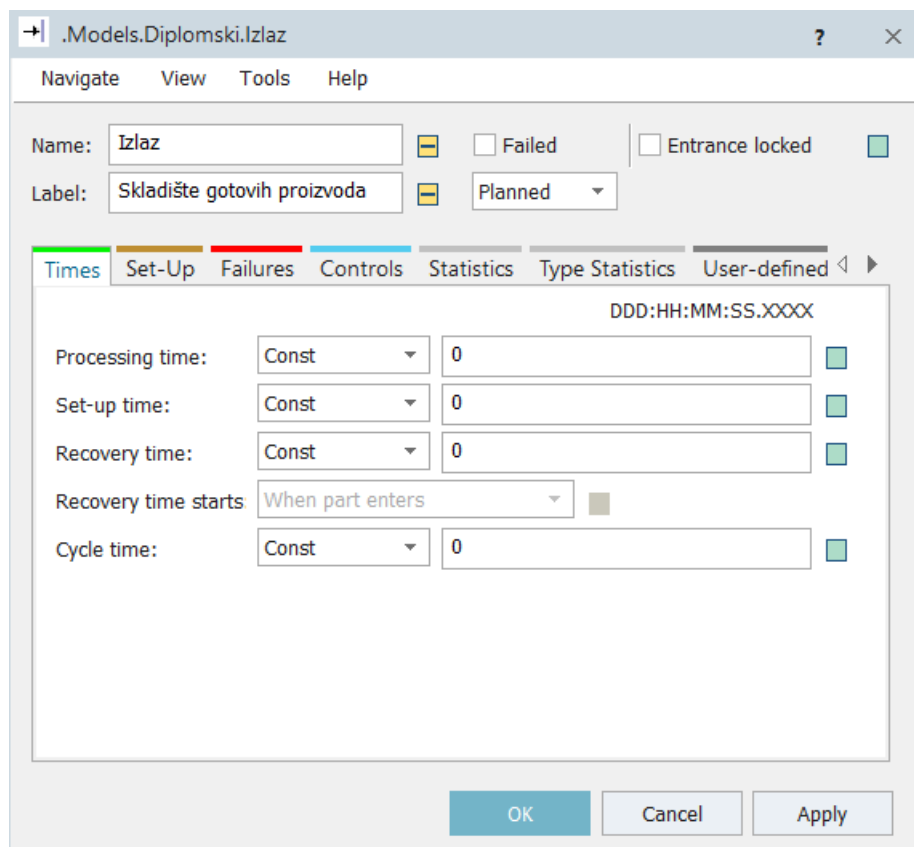 .Models.Diplomski.Izlaz ? ×
Navigate View Tools Help
Name: Izlaz Failed Entrance locked
Label: Skladište gotovih proizvoda Planned
Times Set-Up Failures Controls Statistics Type Statistics User-defined
DDD:HH:MM:SS.XXXX
Processing time: Const 0
Set-up time: Const 0
Recovery time: Const 0
Recovery time starts: When part enters
Cycle time: Const 0
OK Cancel Apply